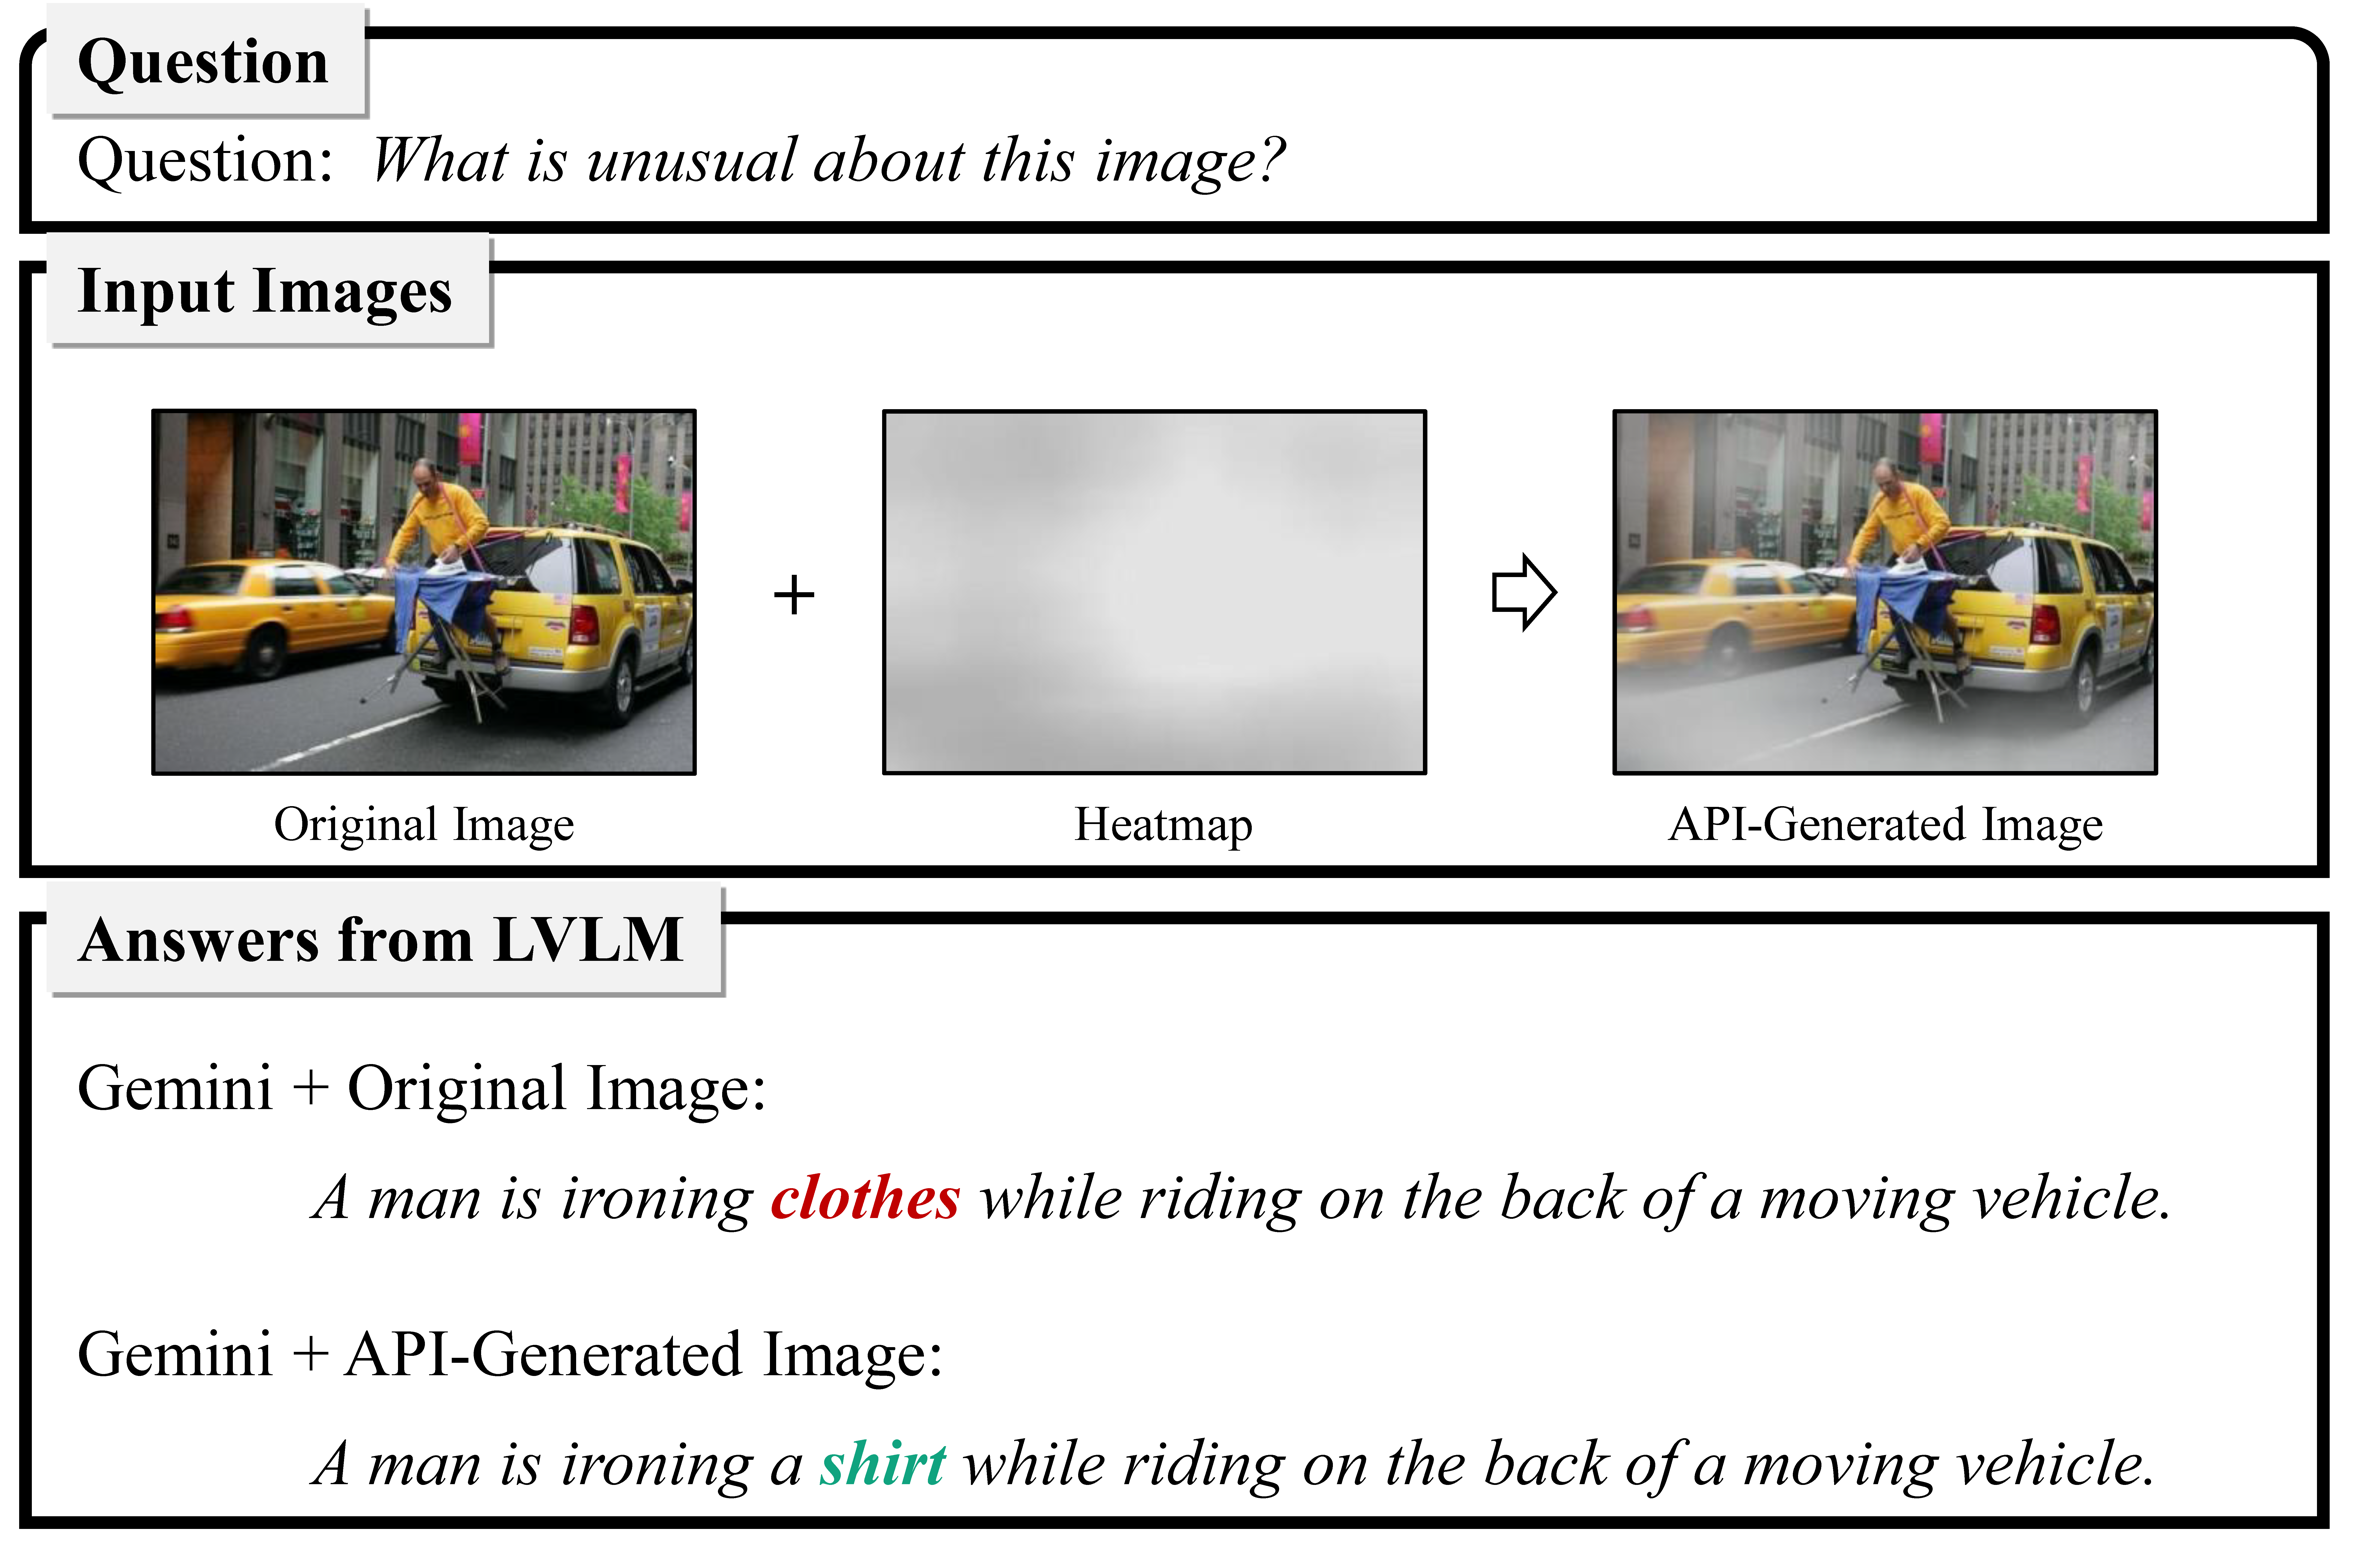 Question
Question: What is unusual about this image?
Input Images
+
Original Image
Heatmap
API-Generated Image
Answers from LVLM
Gemini + Original Image:
A man is ironing clothes while riding on the back of a moving vehicle.
Gemini + API-Generated Image:
A man is ironing a shirt while riding on the back of a moving vehicle.